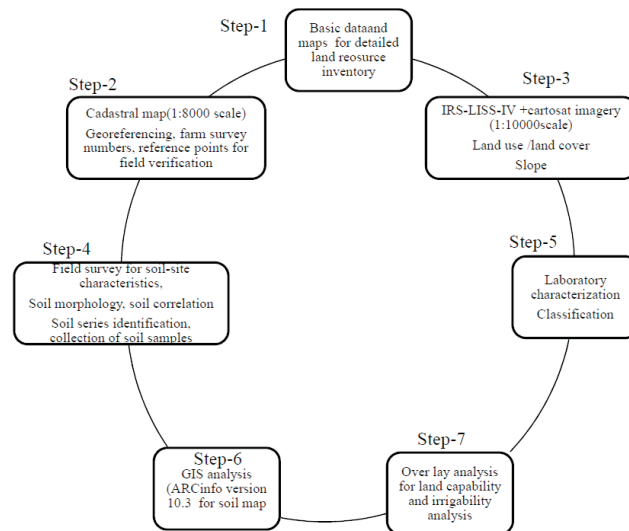 Step-1
Basic dataand
maps for detailed
land reosurce
inventory
Step-2
Cadastral map(1:8000 scale)
Georeferencing, farm survey
numbers, reference points for
field verification
Step-3
IRS-LISS-IV +cartosat imagery
(1:10000scale)
Land use /land cover
Slope
Step-4
Field survey for soil-site
characteristics,
Soil morphology, soil correlation
Soil series identification,
collection of soil samples
Step-5
Laboratory
characterization
Classification
Step-6
GIS analysis
(ARCinfo version
10.3 for soil map
Step-7
Over lay analysis
for land capability
and irrigability
analysis